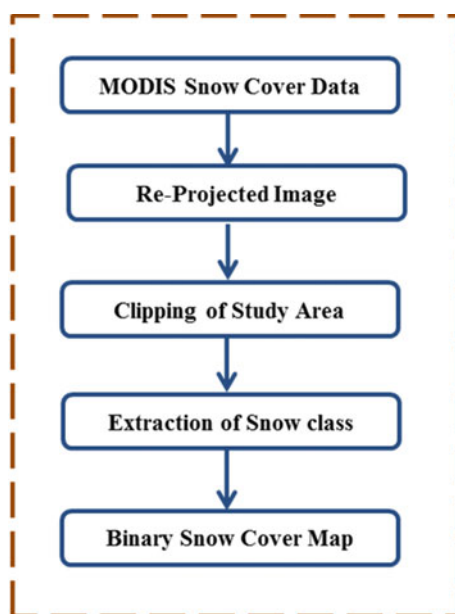 MODIS Snow Cover Data
Re-Projected Image
Clipping of Study Area
Extraction of Snow class
Binary Snow Cover Map